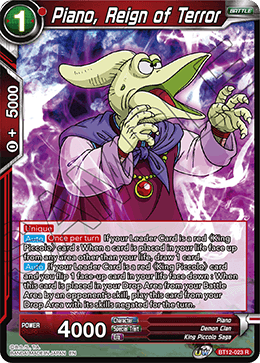 1
Piano, Reign of Terror
BATTLE
+ 5000
Unique
Auto Once per turn If your Leader Card is a red 《King
Piccolo》 card : When a card is placed in your life face up
from any area other than your life, draw 1 card.
Auto If your Leader Card is a red 《King Piccolo》 card
and you flip 1 face-up card in your life face down : When
this card is placed in your Drop Area from your Battle
Area by an opponent's skill, play this card from your
Drop Area with its skills negated for the turn.
POWER
4000
Character
Piano
Special Trait
Demon Clan
Era
King Piccolo Saga
BT12-023 R